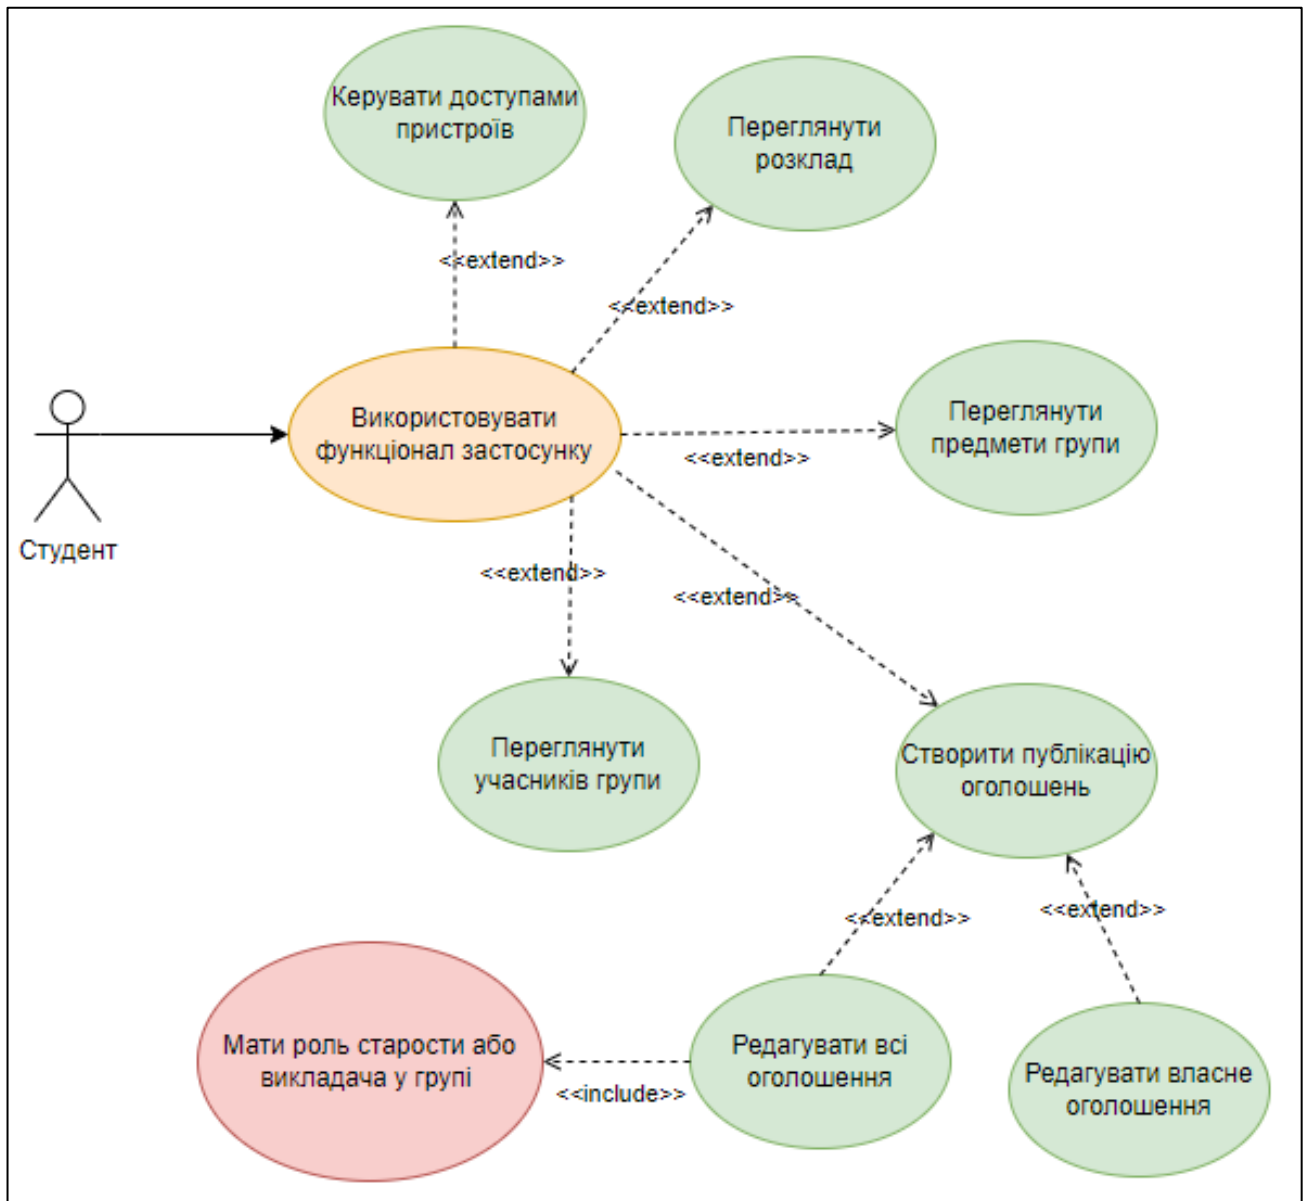 Керувати доступами
пристроїв
Переглянути
розклад
<<extend>>
<<extend>>
Використовувати
функціонал застосунку
Переглянути
предмети групи
<<extend>>
Студент
<<extend>>
<<extend>>
Переглянути
учасників групи
Створити публікацію
оголошень
<<extend>>
<<extend>>
Мати роль старости або
викладача у групі
Редагувати всі
оголошення
<<include>>
Редагувати власне
оголошення